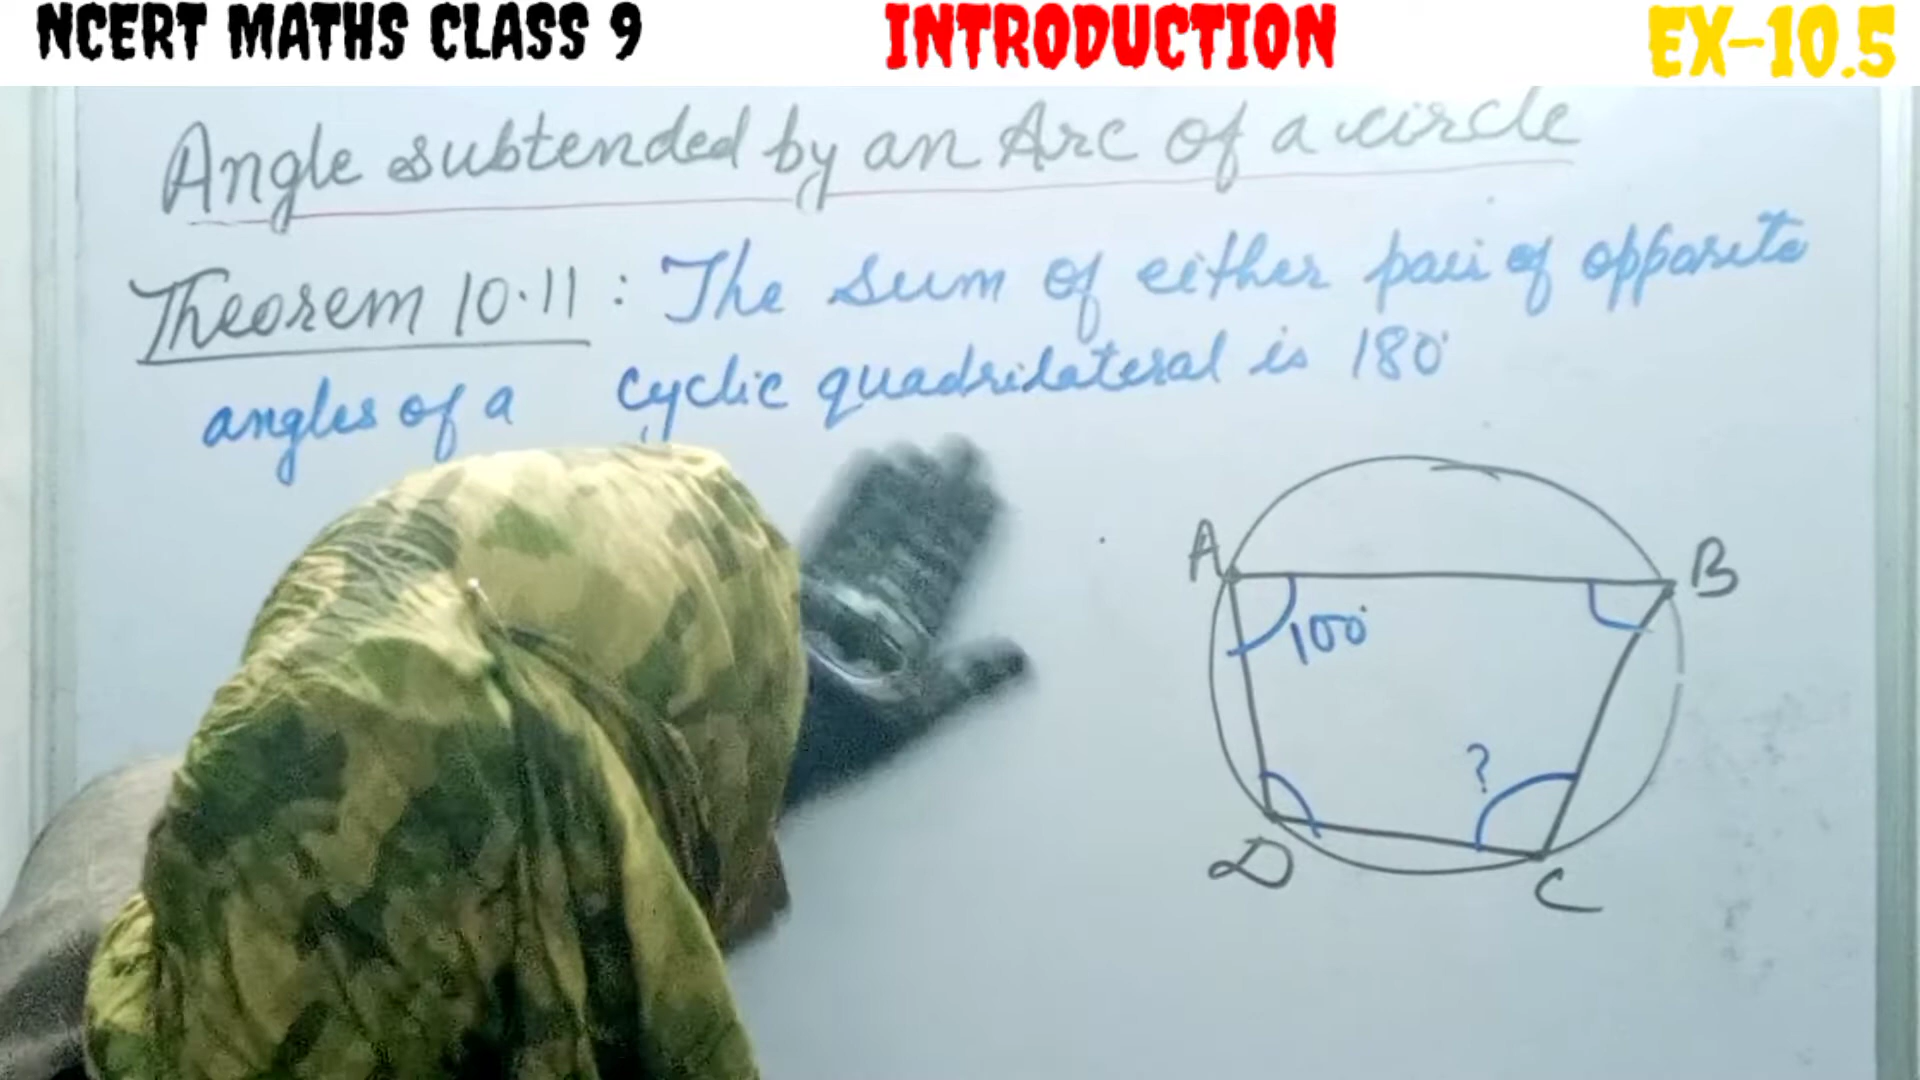 NCERT MATHS CLASS 9 INTRODUCTION EX-10.5
Angle subtended by an Arc of a circle
Theorem 10.11 : The sum of either pair of opposite
angles of a cyclic quadrilateral is 180°
A B
100°
?
D C